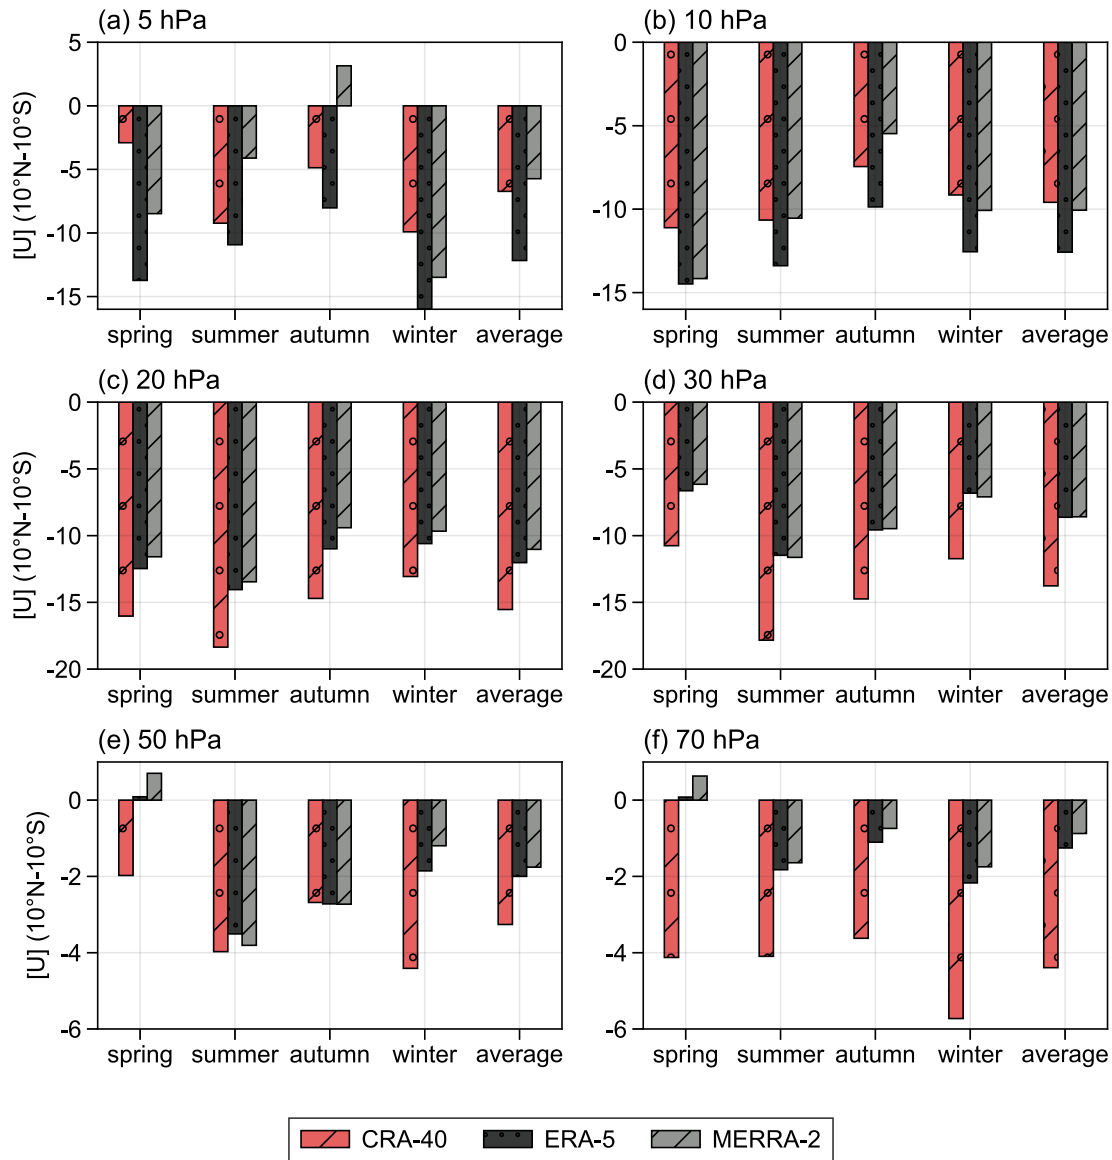 (a) 5 hPa
5
0
-5
-10
-15
[U] (10°N-10°S)
spring summer autumn winter average
(b) 10 hPa
0
-5
-10
-15
spring summer autumn winter average
(c) 20 hPa
0
-5
-10
-15
-20
[U] (10°N-10°S)
spring summer autumn winter average
(d) 30 hPa
0
-5
-10
-15
-20
spring summer autumn winter average
(e) 50 hPa
0
-2
-4
-6
[U] (10°N-10°S)
spring summer autumn winter average
(f) 70 hPa
0
-2
-4
-6
spring summer autumn winter average
CRA-40 ERA-5 MERRA-2